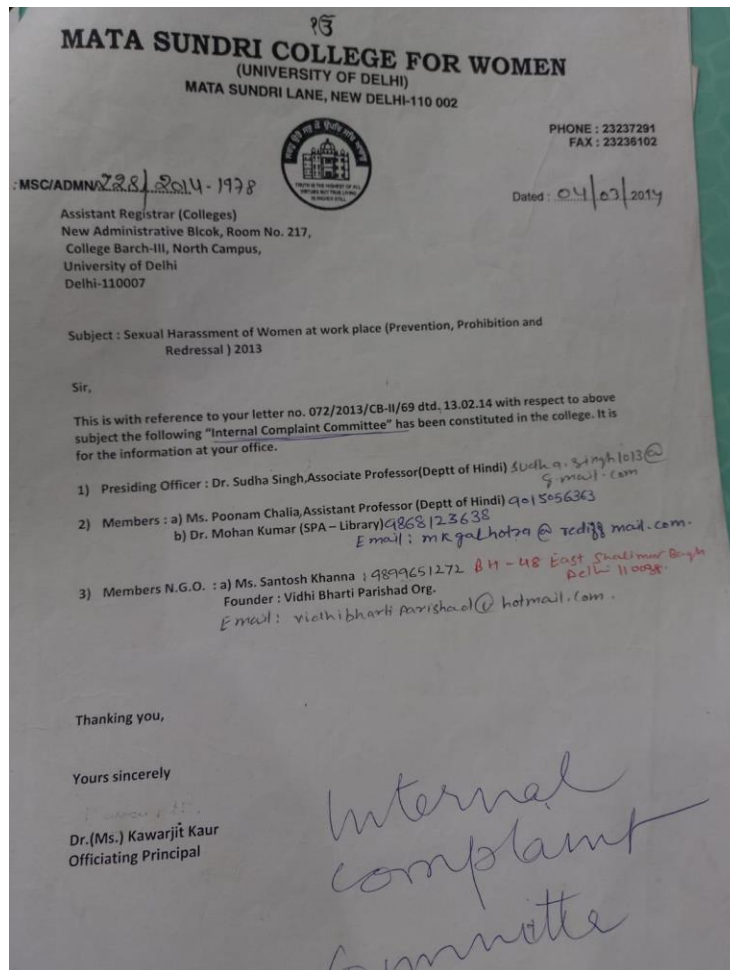 ੴ
MATA SUNDRI COLLEGE FOR WOMEN
(UNIVERSITY OF DELHI)
MATA SUNDRI LANE, NEW DELHI-110 002
PHONE : 23237291
FAX : 23236102
: MSC/ADMN/228/2014-1978
Dated : 04/03/2014
Assistant Registrar (Colleges)
New Administrative Blcok, Room No. 217,
College Barch-III, North Campus,
University of Delhi
Delhi-110007
Subject : Sexual Harassment of Women at work place (Prevention, Prohibition and
Redressal ) 2013
Sir,
This is with reference to your letter no. 072/2013/CB-II/69 dtd. 13.02.14 with respect to above
subject the following "Internal Complaint Committee" has been constituted in the college. It is
for the information at your office.
1) Presiding Officer : Dr. Sudha Singh,Associate Professor(Deptt of Hindi) sudha.singh1013@
gmail.com
2) Members : a) Ms. Poonam Chalia,Assistant Professor (Deptt of Hindi) 9015056363
b) Dr. Mohan Kumar (SPA – Library) 9868123638
Email: mkgalhotra@rediffmail.com.
3) Members N.G.O. : a) Ms. Santosh Khanna : 9899651272 BH-48 East Shalimar Bagh
Delhi
Founder : Vidhi Bharti Parishad Org.
Email: vidhibhartiparishad@hotmail.com.
Thanking you,
Yours sincerely
Dr.(Ms.) Kawarjit Kaur
Officiating Principal
Internal
complaint
Committe